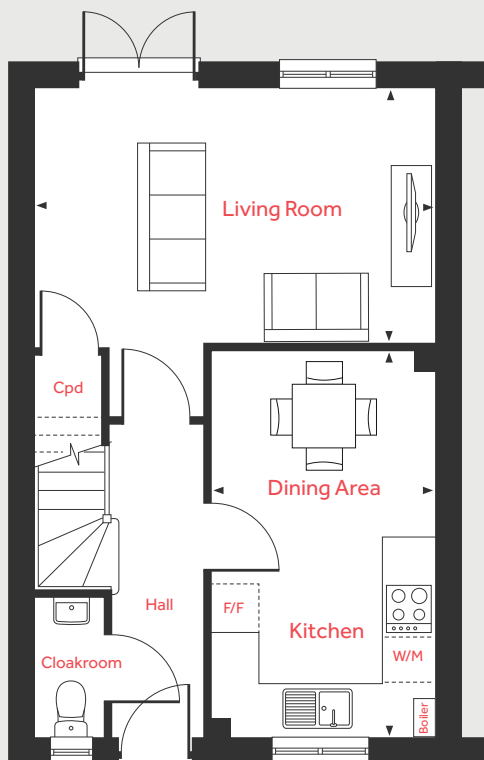 Living Room
Cpd
Dining Area
Hall
F/F
Kitchen
Cloakroom
W/M
Boiler